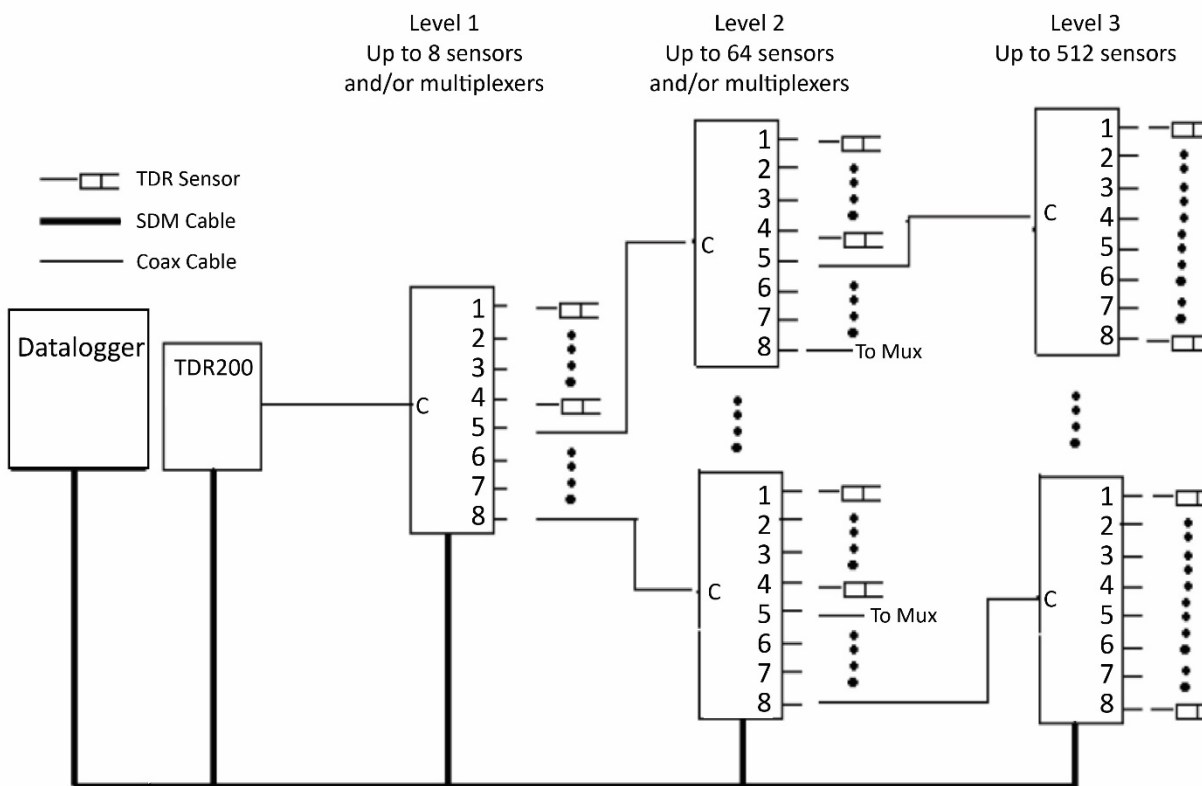 Level 1
Up to 8 sensors
and/or multiplexers
Level 2
Up to 64 sensors
and/or multiplexers
Level 3
Up to 512 sensors
TDR Sensor
SDM Cable
Coax Cable
Datalogger
TDR200
C
1
2
3
4
5
6
7
8
C
1
2
3
4
5
6
7
8
To Mux
C
1
2
3
4
5
6
7
8
C
1
2
3
4
5
To Mux
6
7
8
C
1
2
3
4
5
6
7
8